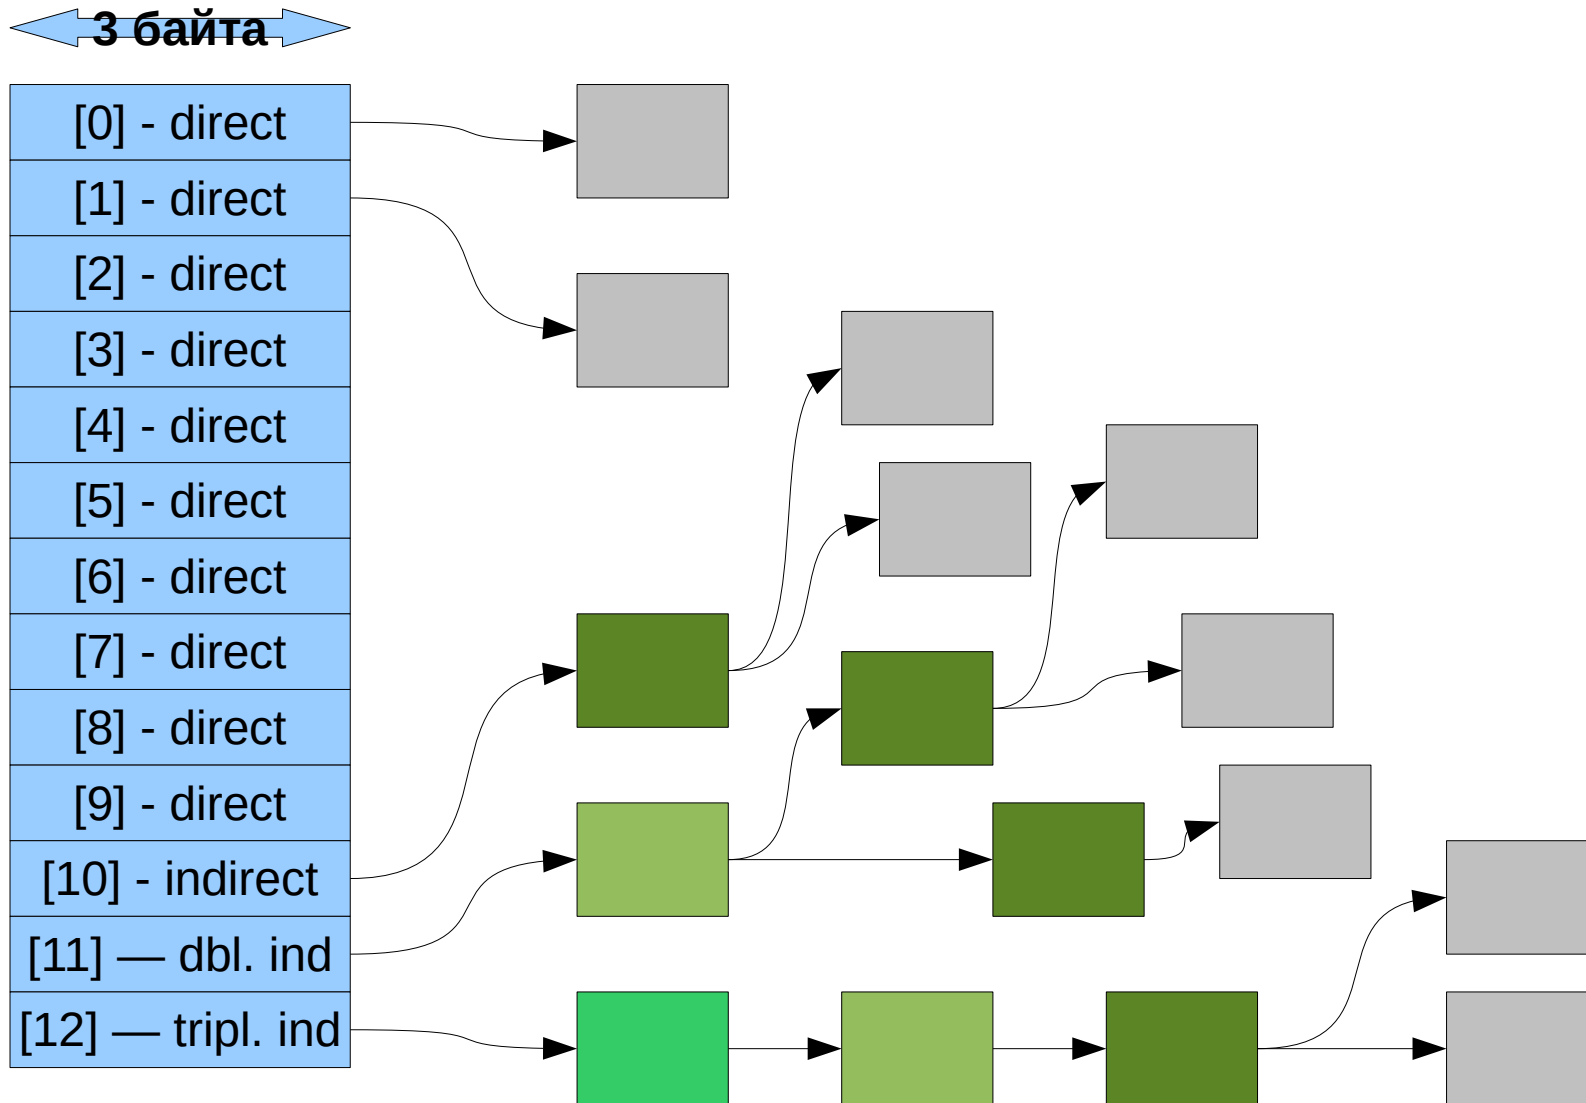 3 байта
[0] - direct
[1] - direct
[2] - direct
[3] - direct
[4] - direct
[5] - direct
[6] - direct
[7] - direct
[8] - direct
[9] - direct
[10] - indirect
[11] — dbl. ind
[12] — tripl. ind